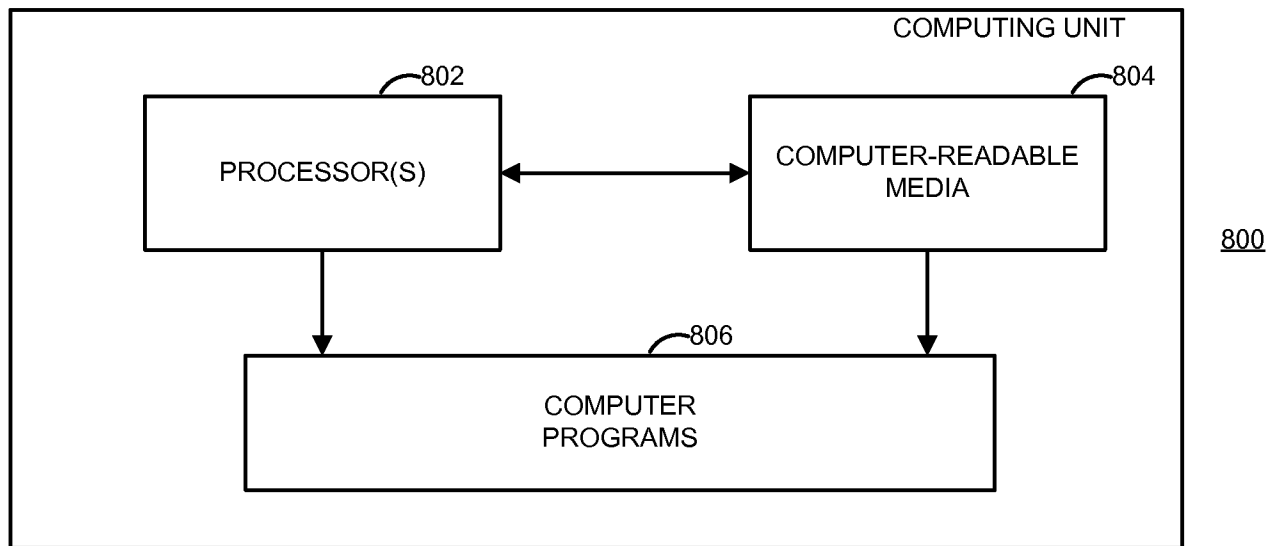 COMPUTING UNIT
802
804
PROCESSOR(S)
COMPUTER-READABLE
MEDIA
800
806
COMPUTER
PROGRAMS